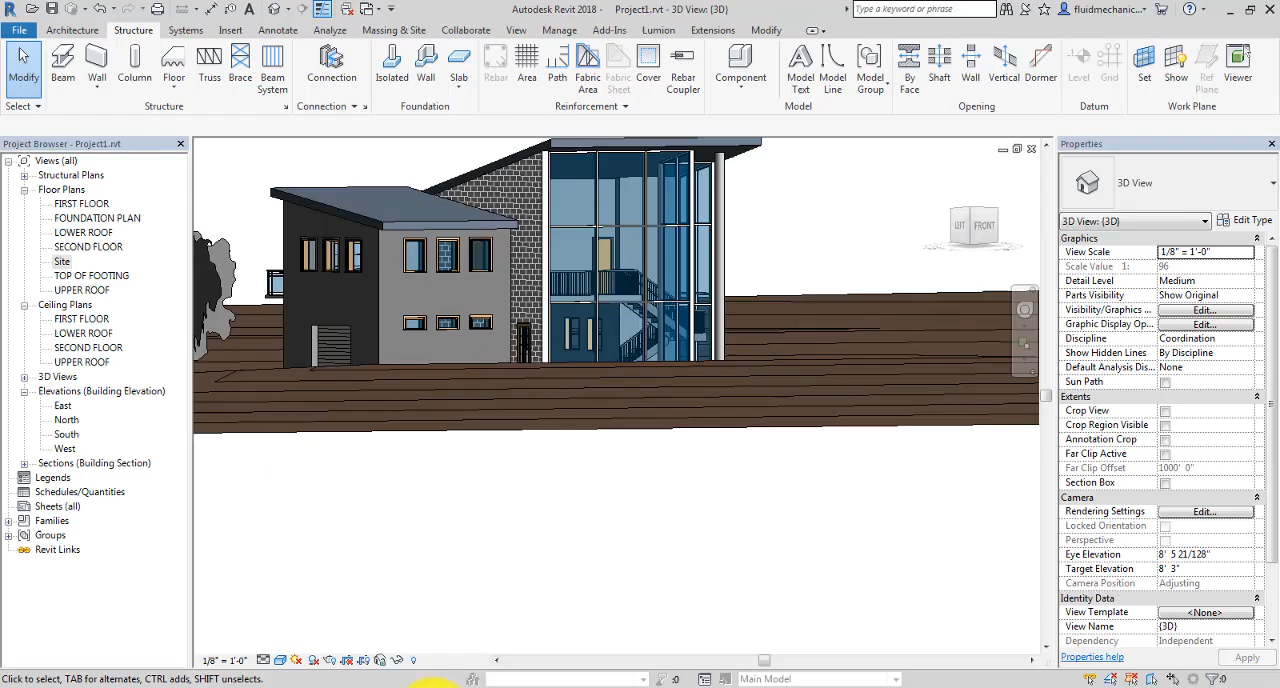 Autodesk Revit 2018 - Project1.rvt - 3D View: {3D}
Type a keyword or phrase
fluidmechanic...
File Architecture Structure Systems Insert Annotate Analyze Massing & Site Collaborate View Manage Add-Ins Lumion Extensions Modify
Modify Beam Wall Column Floor Truss Brace Beam System Connection Isolated Wall Slab Rebar Area Path Fabric Area Fabric Sheet Cover Rebar Coupler Component Model Text Model Line Model Group By Face Shaft Wall Vertical Dormer Level Grid Set Show Ref Plane Viewer
Select Structure Connection Foundation Reinforcement Model Opening Datum Work Plane
Project Browser - Project1.rvt
Views (all)
Structural Plans
Floor Plans
FIRST FLOOR
FOUNDATION PLAN
LOWER ROOF
SECOND FLOOR
Site
TOP OF FOOTING
UPPER ROOF
Ceiling Plans
FIRST FLOOR
LOWER ROOF
SECOND FLOOR
UPPER ROOF
3D Views
Elevations (Building Elevation)
East
North
South
West
Sections (Building Section)
Legends
Schedules/Quantities
Sheets (all)
Families
Groups
Revit Links
LEFT FRONT
Properties
3D View
3D View: {3D} Edit Type
Graphics
View Scale 1/8" = 1'-0"
Scale Value 1: 96
Detail Level Medium
Parts Visibility Show Original
Visibility/Graphics ... Edit...
Graphic Display Op... Edit...
Discipline Coordination
Show Hidden Lines By Discipline
Default Analysis Dis... None
Sun Path
Extents
Crop View
Crop Region Visible
Annotation Crop
Far Clip Active
Far Clip Offset 1000' 0"
Section Box
Camera
Rendering Settings Edit...
Locked Orientation
Perspective
Eye Elevation 8' 5 21/128"
Target Elevation 8' 3"
Camera Position Adjusting
Identity Data
View Template <None>
View Name {3D}
Dependency Independent
Properties help Apply
1/8" = 1'-0"
Click to select, TAB for alternates, CTRL adds, SHIFT unselects. :0 Main Model :0